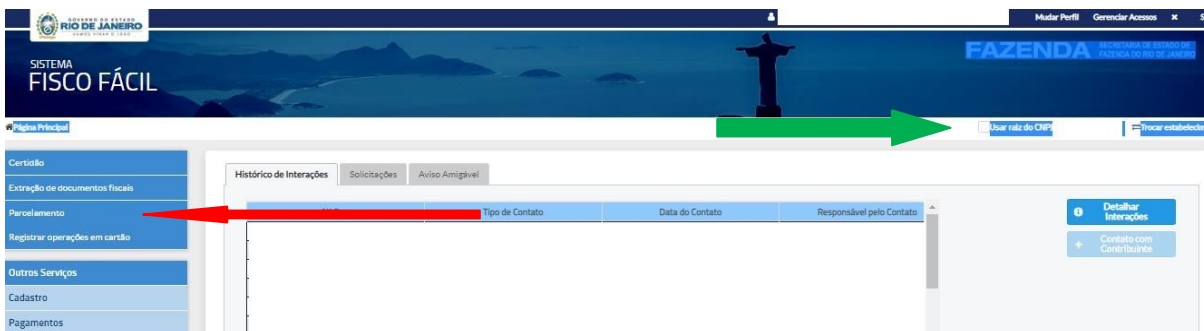 GOVERNO DO ESTADO
RIO DE JANEIRO
VAMOS VIRAR O JOGO
Mudar Perfil Gerenciar Acessos
SISTEMA
FISCO FÁCIL
FAZENDA
SECRETARIA DE ESTADO DE
FAZENDA DO RIO DE JANEIRO
Página Principal
Usar raiz do CNPJ
Trocar estabelecim
Certidão
Extração de documentos fiscais
Parcelamento
Registrar operações em cartão
Outros Serviços
Cadastro
Pagamentos
Histórico de Interações
Solicitações
Aviso Amigável
Tipo de Contato
Data do Contato
Responsável pelo Contato
Detalhar
Interações
Contato com
Contribuinte